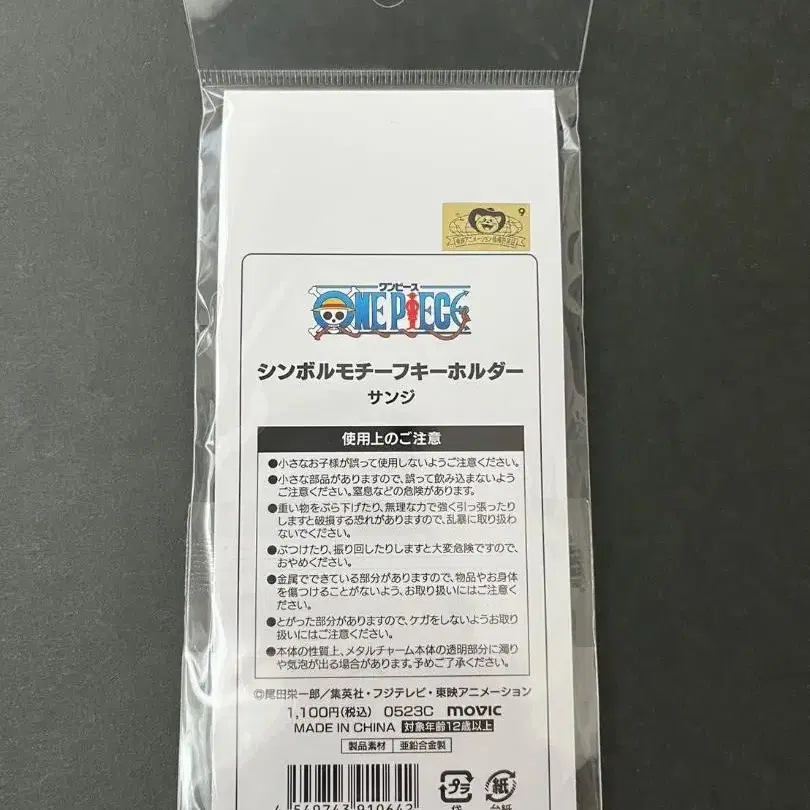 9
東映アニメーション
ワンピース
ONE PIECE
シンボルモチーフキーホルダー
サンジ
使用上のご注意
●小さなお子様が誤って使用しないようご注意ください。
●小さな部品がありますので、誤って飲み込まないよう
ご注意ください。窒息などの危険があります。
●重い物をぶら下げたり、無理な力で強く引っ張ったり
しますと破損する恐れがありますので、乱暴に取り扱わ
ないでください。
●ぶつけたり、振り回したりしますと大変危険ですので、
おやめください。
●金属でできている部分がありますので、物品やお身体
を傷つけることがないよう、お取り扱いにはご注意くだ
さい。
●とがった部分がありますので、ケガをしないようお取り
扱いにはご注意ください。
●本体の性質上、メタルチャーム本体の透明部分に濁り
や気泡が出る場合があります。予めご了承ください。
©尾田栄一郎／集英社・フジテレビ・東映アニメーション
1,100円(税込) 0523C movic
MADE IN CHINA 対象年齢12歳以上
製品素材 亜鉛合金製
プラ 紙
袋 台紙